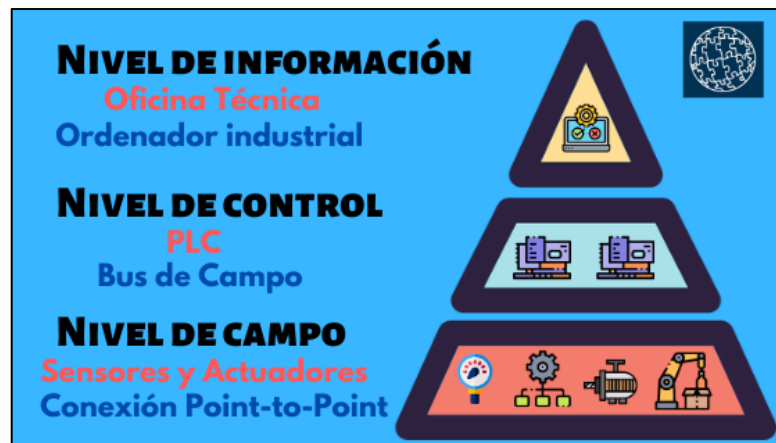 NIVEL DE INFORMACIÓN
Oficina Técnica
Ordenador industrial
NIVEL DE CONTROL
PLC
Bus de Campo
NIVEL DE CAMPO
Sensores y Actuadores
Conexión Point-to-Point